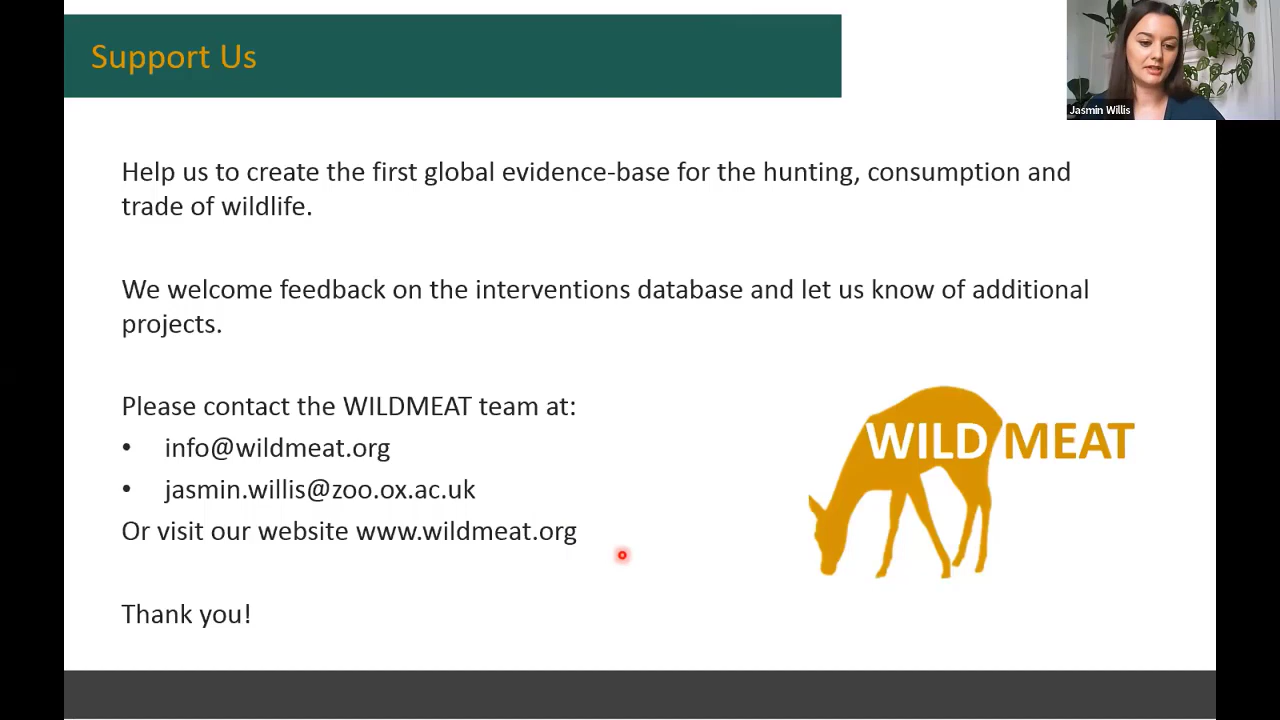 Support Us
Jasmin Willis
Help us to create the first global evidence-base for the hunting, consumption and
trade of wildlife.
We welcome feedback on the interventions database and let us know of additional
projects.
Please contact the WILDMEAT team at:
• info@wildmeat.org
• jasmin.willis@zoo.ox.ac.uk
Or visit our website www.wildmeat.org
WILD MEAT
Thank you!